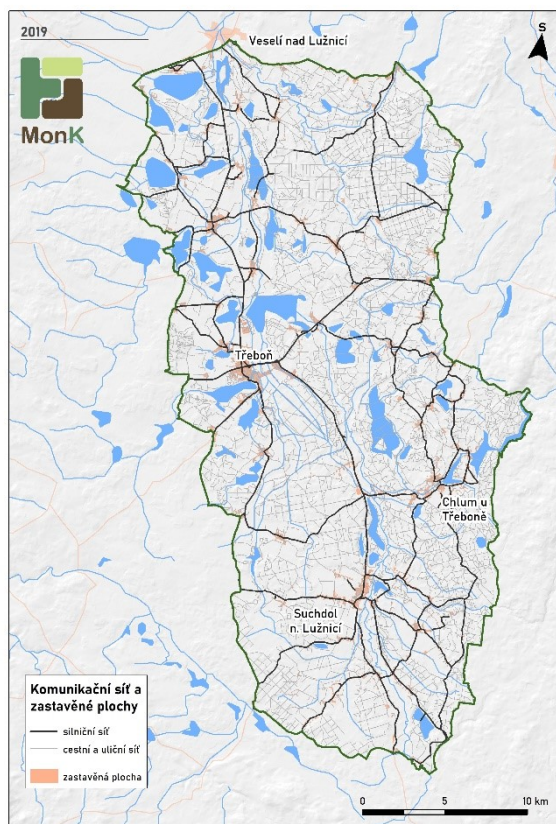 2019
MonK
S
Veselí nad Lužnicí
Třeboň
Chlum u
Třeboně
Suchdol
n. Lužnicí
Komunikační síť a
zastavěné plochy
silniční síť
cestní a uliční síť
zastavěná plocha
0 5 10 km